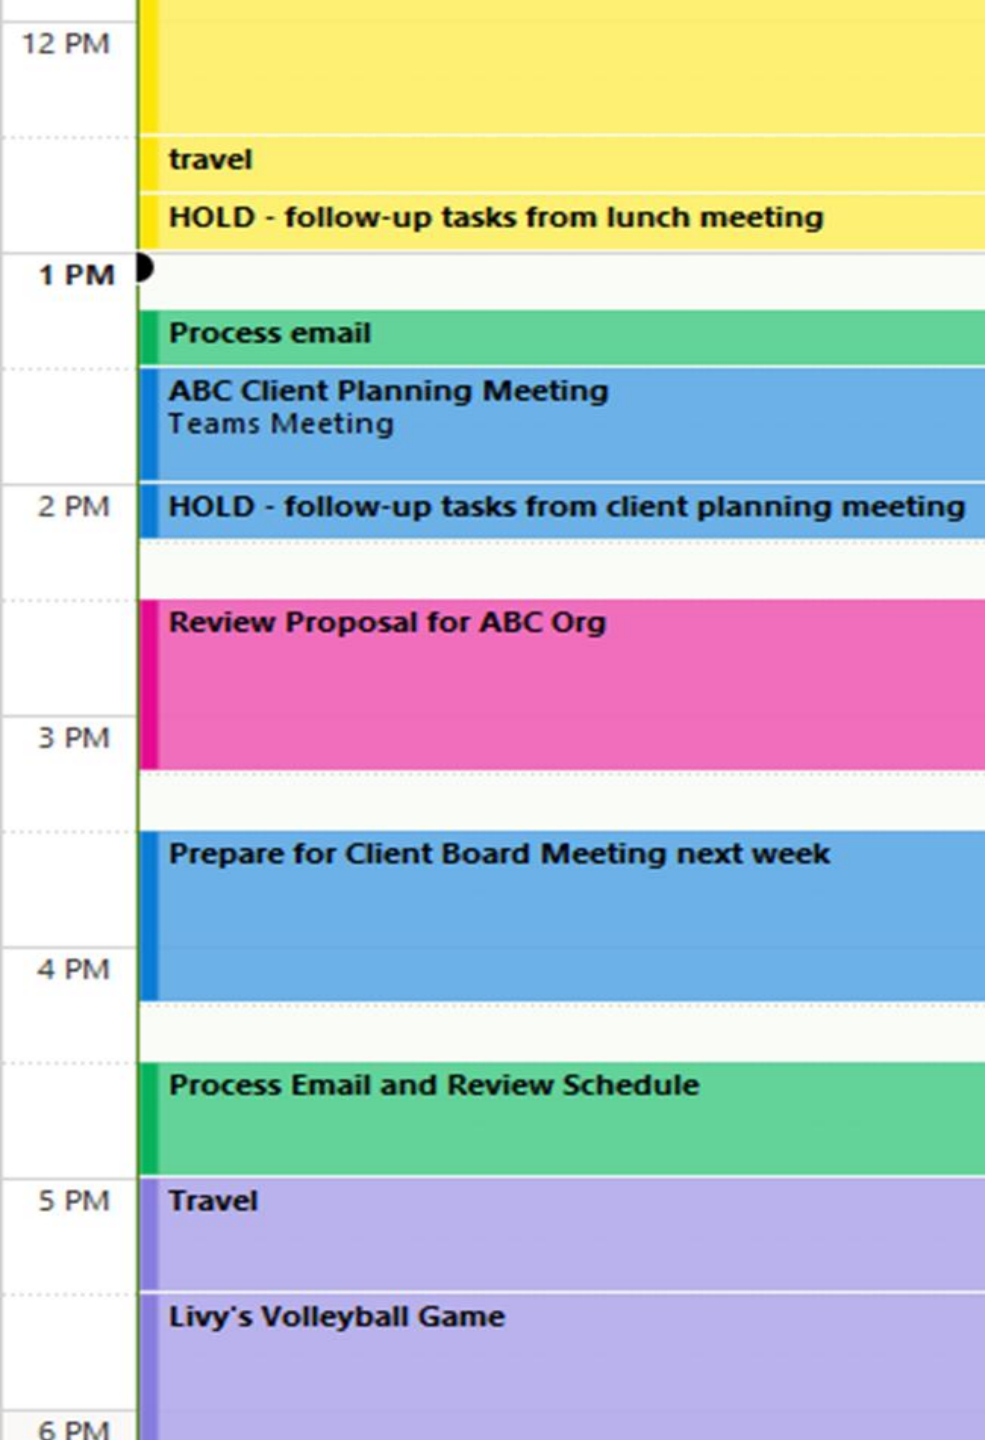 12 PM
travel
HOLD - follow-up tasks from lunch meeting
1 PM
Process email
ABC Client Planning Meeting
Teams Meeting
2 PM
HOLD - follow-up tasks from client planning meeting
Review Proposal for ABC Org
3 PM
Prepare for Client Board Meeting next week
4 PM
Process Email and Review Schedule
5 PM
Travel
Livy's Volleyball Game
6 PM